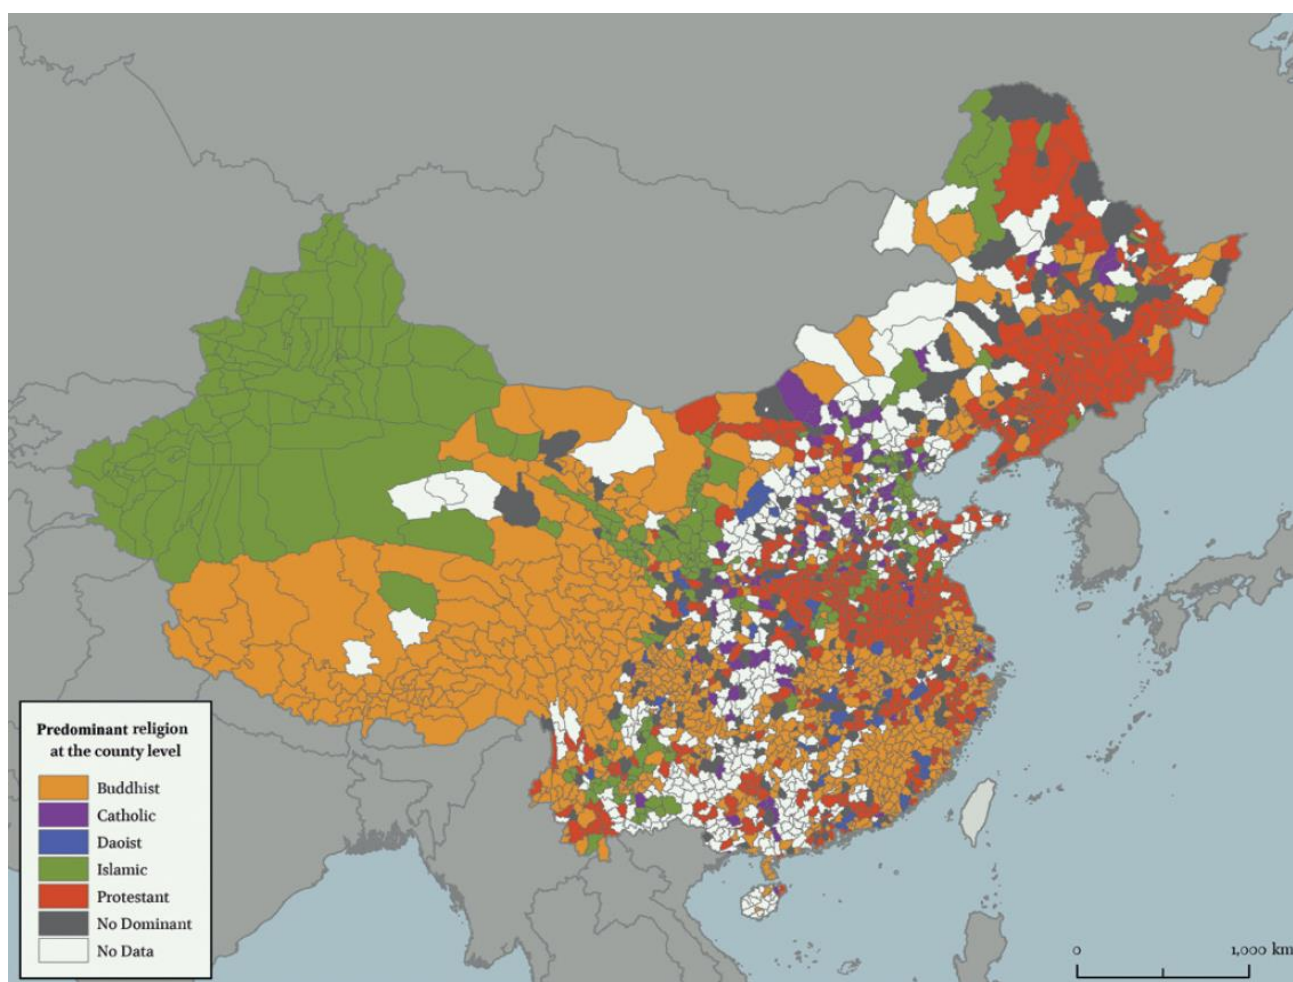 Predominant religion
at the county level
Buddhist
Catholic
Daoist
Islamic
Protestant
No Dominant
No Data
0 1,000 km